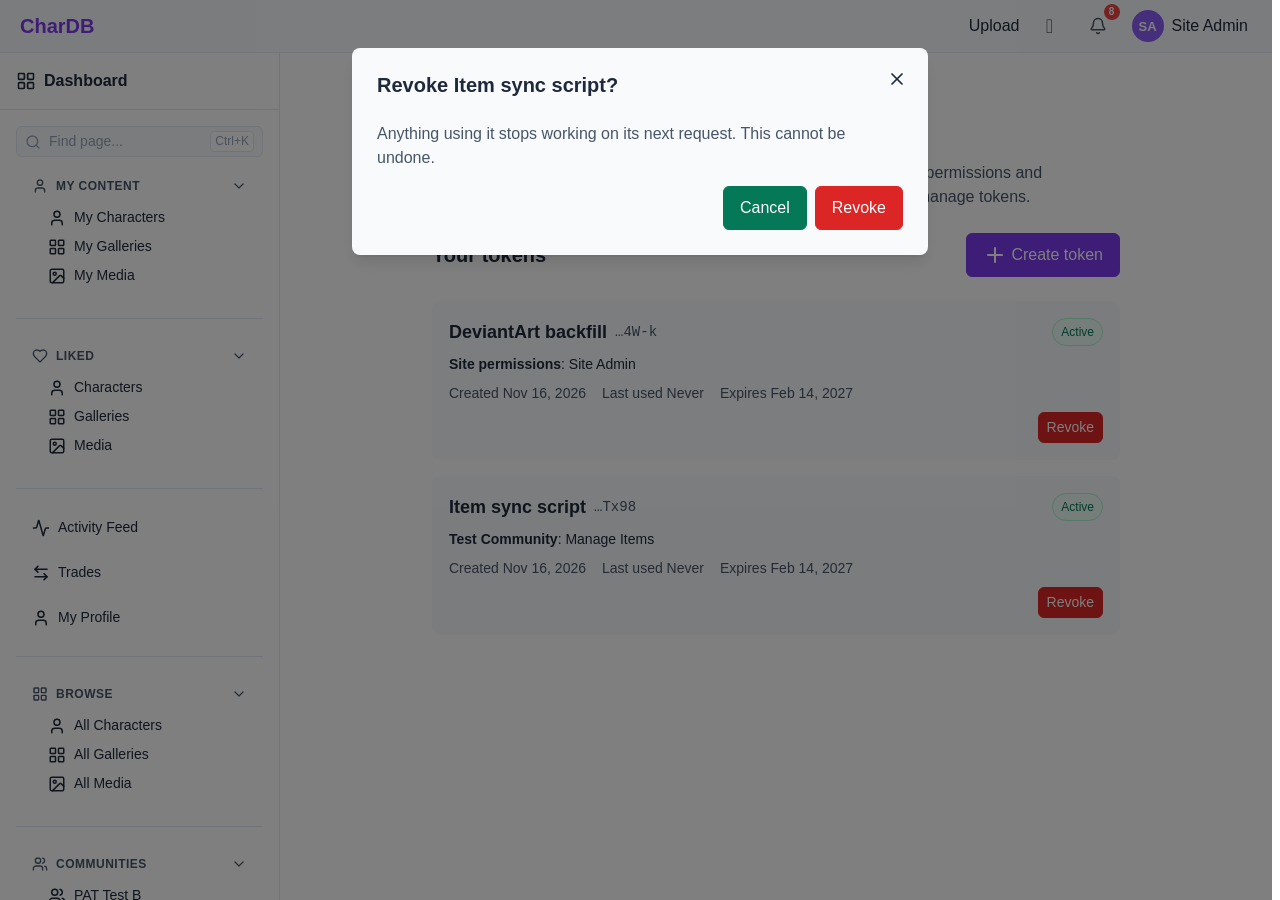 CharDB
Upload
8
SA
Site Admin
Dashboard
Find page...
Ctrl+K
MY CONTENT
My Characters
My Galleries
My Media
LIKED
Characters
Galleries
Media
Activity Feed
Trades
My Profile
BROWSE
All Characters
All Galleries
All Media
COMMUNITIES
PAT Test B
Revoke Item sync script?
Anything using it stops working on its next request. This cannot be
undone.
Cancel
Revoke
permissions and
manage tokens.
Your tokens
Create token
DeviantArt backfill …4W-k
Active
Site permissions: Site Admin
Created Nov 16, 2026 Last used Never Expires Feb 14, 2027
Revoke
Item sync script …Tx98
Active
Test Community: Manage Items
Created Nov 16, 2026 Last used Never Expires Feb 14, 2027
Revoke